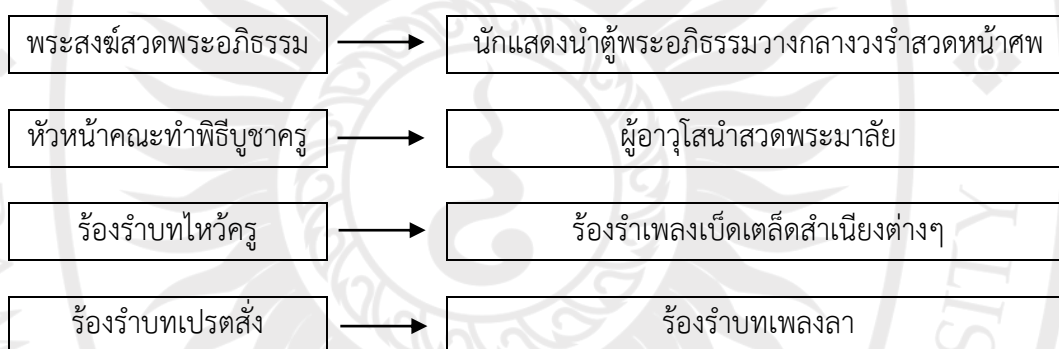 พระสงฆ์สวดพระอภิธรรม นักแสดงนำตู้พระอภิธรรมวางกลางวงรำสวดหน้าศพ
หัวหน้าคณะทำพิธีบูชาครู ผู้อาวุโสนำสวดพระมาลัย
ร้องรำบทไหว้ครู ร้องรำเพลงเบ็ดเตล็ดสำเนียงต่างๆ
ร้องรำบทเปรตสั่ง ร้องรำบทเพลงลา
SITY